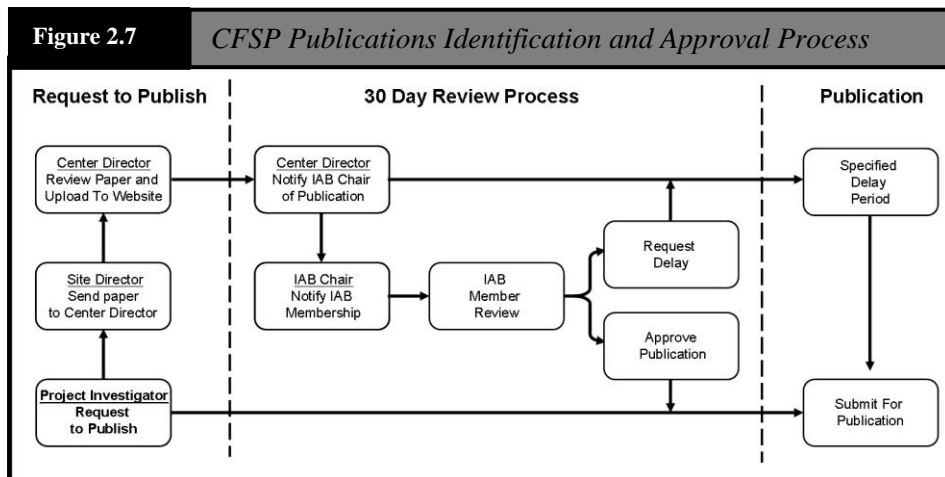 Figure 2.7
CFSP Publications Identification and Approval Process
Request to Publish
30 Day Review Process
Publication
Center Director
Review Paper and
Upload To Website
Center Director
Notify IAB Chair
of Publication
Specified
Delay
Period
Site Director
Send paper
to Center Director
IAB Chair
Notify IAB
Membership
IAB
Member
Review
Request
Delay
Approve
Publication
Project Investigator
Request
to Publish
Submit For
Publication